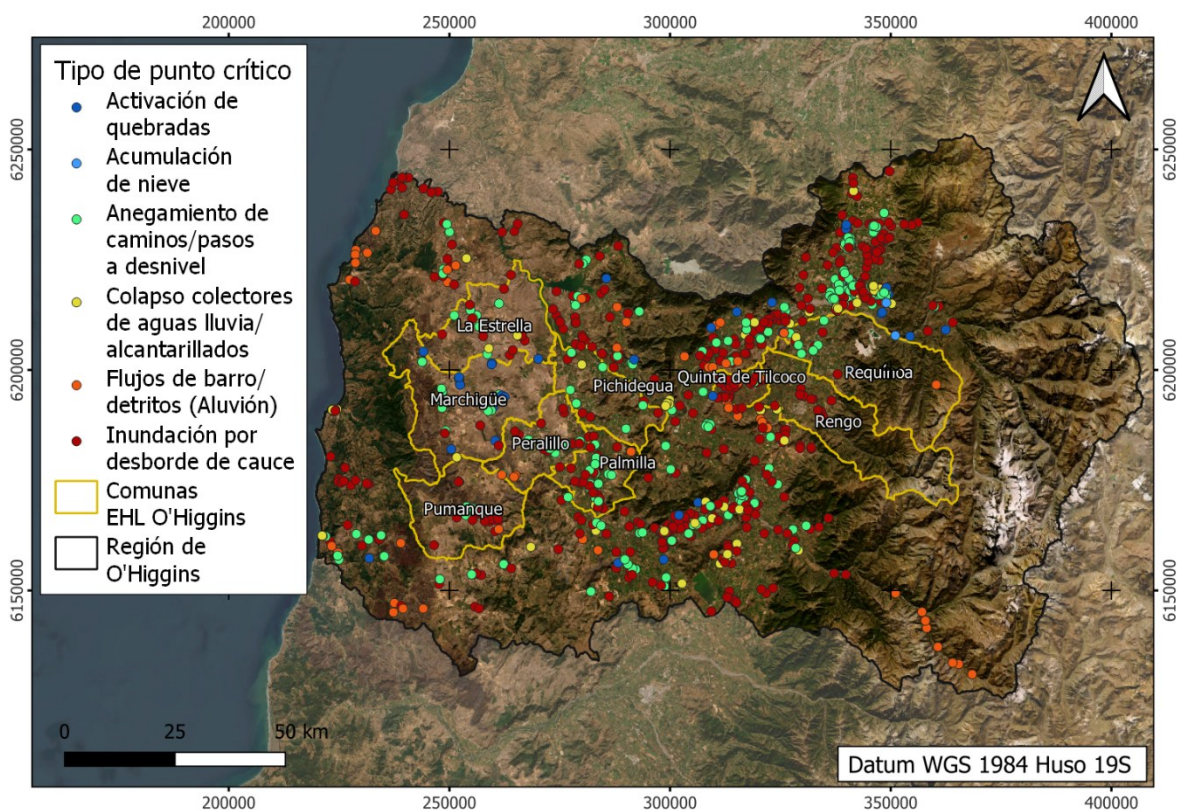 200000 250000 300000 350000 400000
Tipo de punto crítico
Activación de
quebradas
Acumulación
de nieve
Anegamiento de
caminos/pasos
a desnivel
Colapso colectores
de aguas lluvia/
alcantarillados
Flujos de barro/
detritos (Aluvión)
Inundación por
desborde de cauce
Comunas
EHL O'Higgins
Región de
O'Higgins
6250000 6250000
6200000 6200000
6150000 6150000
La Estrella
Marchigüe
Pichidegua
Quinta de Tilcoco
Requínoa
Rengo
Peralillo
Palmilla
Pumanque
0 25 50 km
Datum WGS 1984 Huso 19S
200000 250000 300000 350000 400000